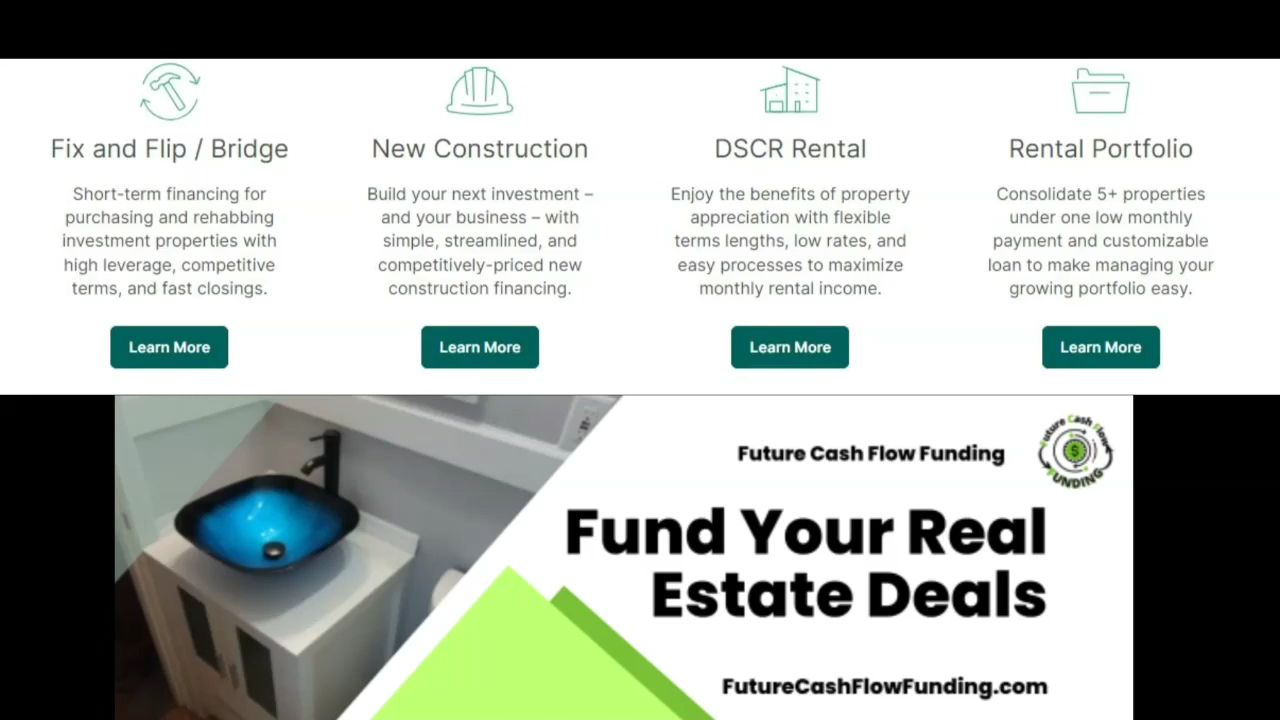 Fix and Flip / Bridge
Short-term financing for
purchasing and rehabbing
investment properties with
high leverage, competitive
terms, and fast closings.
Learn More
New Construction
Build your next investment –
and your business – with
simple, streamlined, and
competitively-priced new
construction financing.
Learn More
DSCR Rental
Enjoy the benefits of property
appreciation with flexible
terms lengths, low rates, and
easy processes to maximize
monthly rental income.
Learn More
Rental Portfolio
Consolidate 5+ properties
under one low monthly
payment and customizable
loan to make managing your
growing portfolio easy.
Learn More
Future Cash Flow Funding
Future Cash Flow
$
FUNDING
Fund Your Real
Estate Deals
FutureCashFlowFunding.com